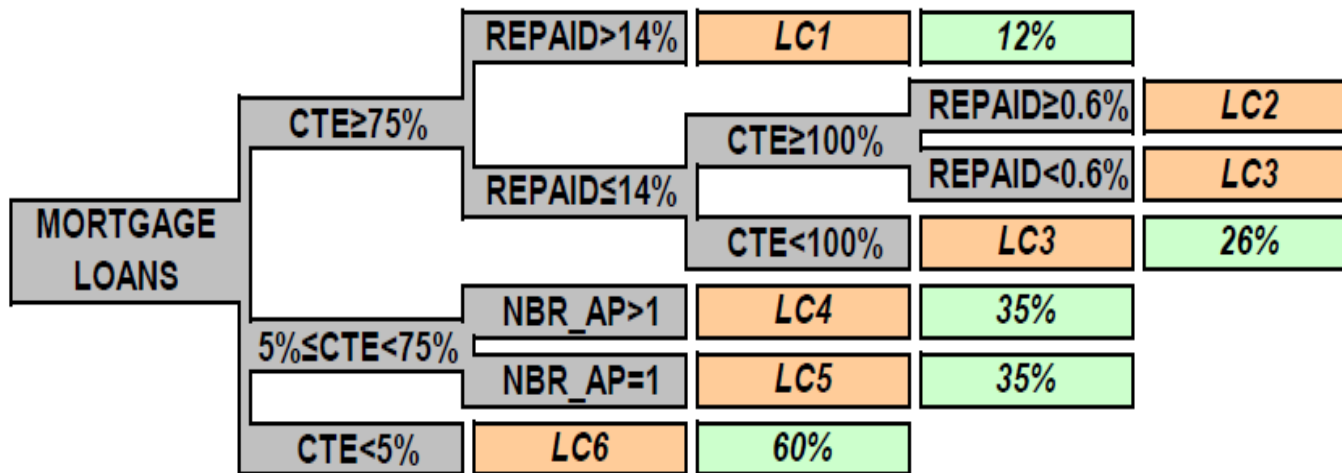 REPAID>14% LC1 12%
CTE≥75% REPAID≥0.6% LC2
CTE≥100%
REPAID≤14% REPAID<0.6% LC3
MORTGAGE
LOANS
CTE<100% LC3 26%
NBR_AP>1 LC4 35%
5%≤CTE<75%
NBR_AP=1 LC5 35%
CTE<5% LC6 60%